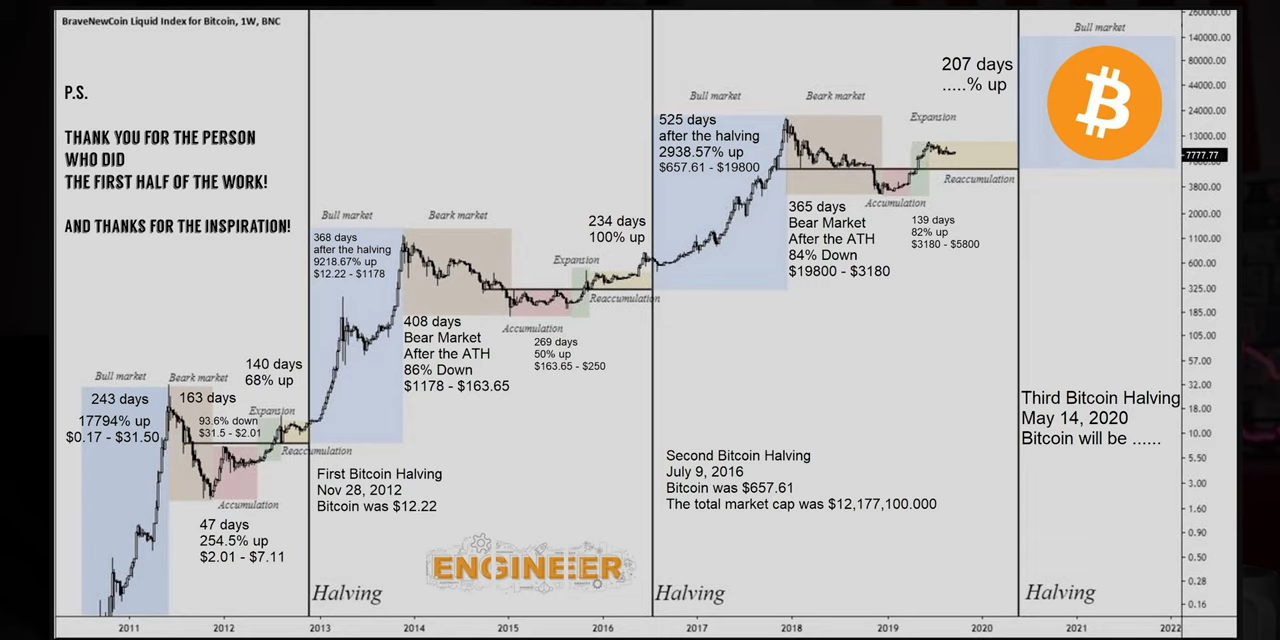 BraveNewCoin Liquid Index for Bitcoin, 1W, BNC
P.S.
THANK YOU FOR THE PERSON
WHO DID
THE FIRST HALF OF THE WORK!
AND THANKS FOR THE INSPIRATION!
Bull market
243 days
17794% up
$0.17 - $31.50
Beark market
163 days
93.6% down
$31.5 - $2.01
140 days
68% up
Expansion
Reaccumulation
Accumulation
47 days
254.5% up
$2.01 - $7.11
Bull market
368 days
after the halving
9218.67% up
$12.22 - $1178
Beark market
408 days
Bear Market
After the ATH
86% Down
$1178 - $163.65
234 days
100% up
Expansion
Reaccumulation
Accumulation
269 days
50% up
$163.65 - $250
First Bitcoin Halving
Nov 28, 2012
Bitcoin was $12.22
Halving
ENGINEER
Bull market
525 days
after the halving
2938.57% up
$657.61 - $19800
Beark market
365 days
Bear Market
After the ATH
84% Down
$19800 - $3180
207 days
.....% up
Expansion
Reaccumulation
Accumulation
139 days
82% up
$3180 - $5800
Second Bitcoin Halving
July 9, 2016
Bitcoin was $657.61
The total market cap was $12,177,100.000
Halving
Bull market
Third Bitcoin Halving
May 14, 2020
Bitcoin will be ......
Halving
260000.00
140000.00
80000.00
44000.00
24000.00
13000.00
7777.77
3800.00
2000.00
1100.00
600.00
325.00
185.00
105.00
57.00
32.00
18.00
10.00
5.50
3.00
1.60
0.90
0.50
0.28
0.16
2011 2012 2013 2014 2015 2016 2017 2018 2019 2020 2021 2022